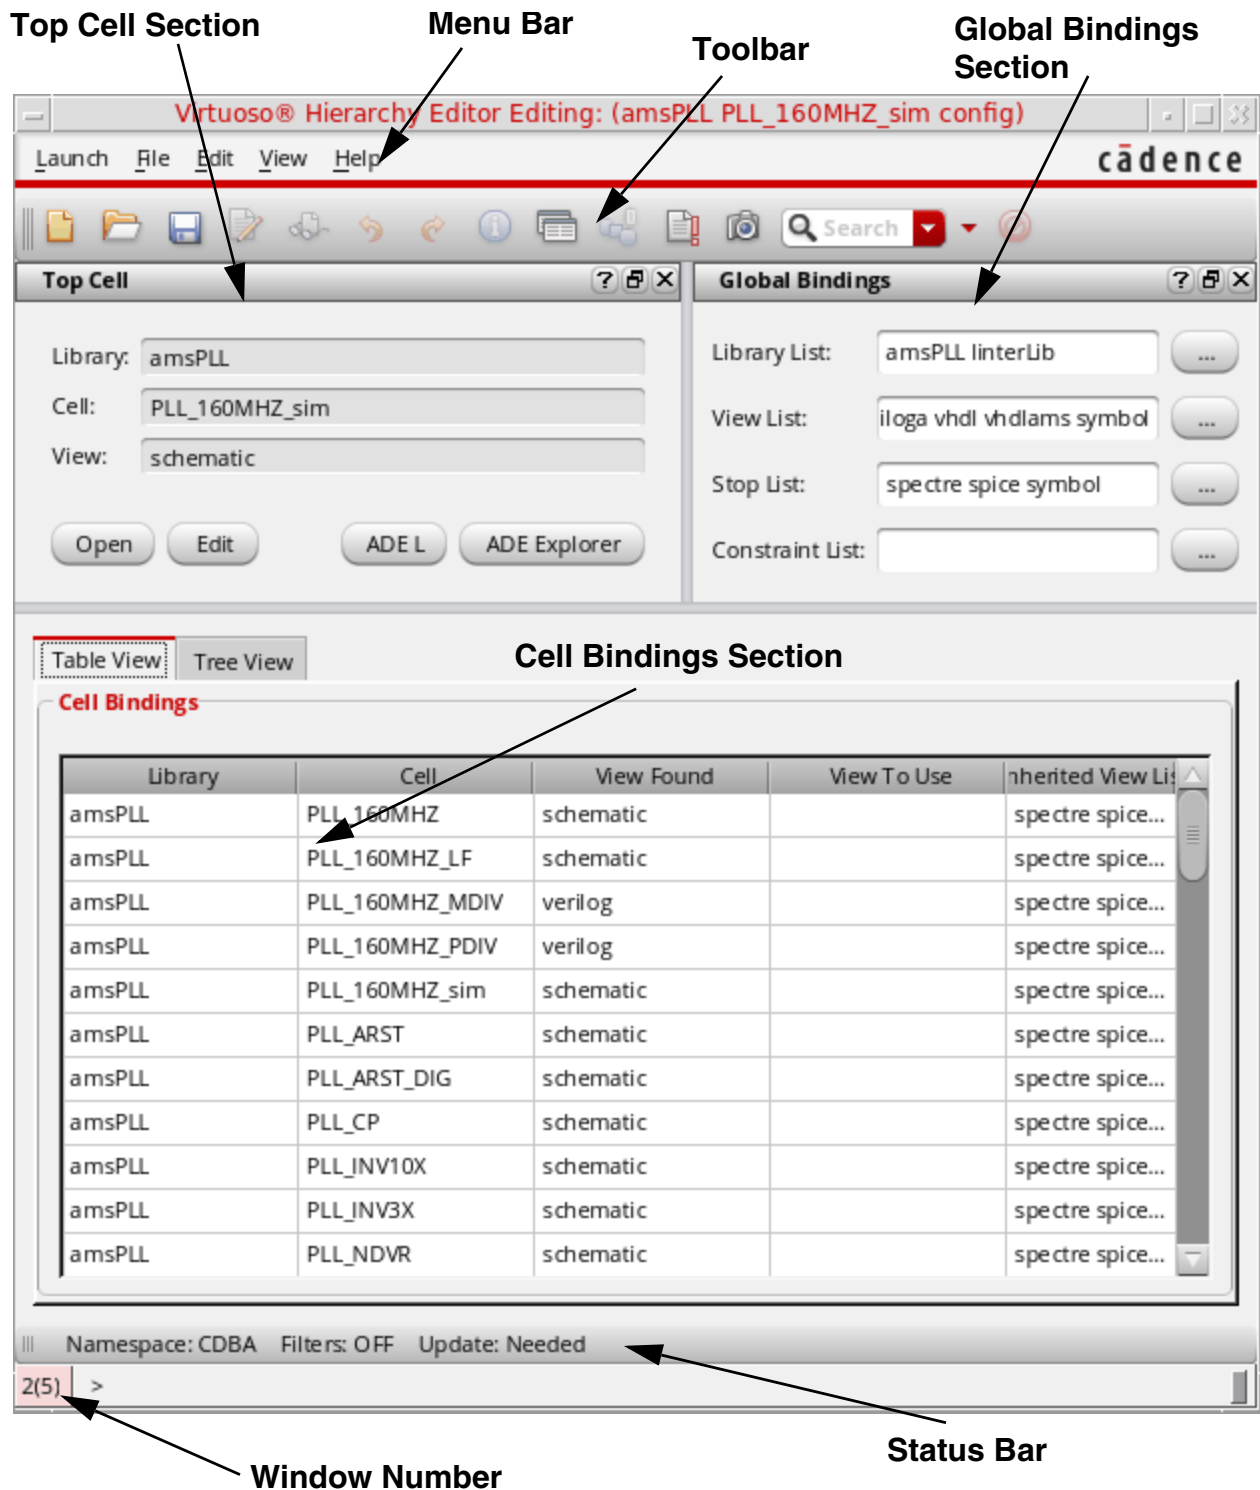 Top Cell Section
Menu Bar
Toolbar
Global Bindings
Section
Virtuoso® Hierarchy Editor Editing: (amsPLL PLL_160MHZ_sim config)
Launch File Edit View Help
cādence
Search
Top Cell
Global Bindings
Library: amsPLL
Cell: PLL_160MHZ_sim
View: schematic
Open Edit ADE L ADE Explorer
Library List: amsPLL linterLib ...
View List: iloga vhdl vhdlams symbol ...
Stop List: spectre spice symbol ...
Constraint List: ...
Table View Tree View
Cell Bindings Section
Cell Bindings
Library Cell View Found View To Use nherited View Lis
amsPLL PLL_160MHZ schematic spectre spice...
amsPLL PLL_160MHZ_LF schematic spectre spice...
amsPLL PLL_160MHZ_MDIV verilog spectre spice...
amsPLL PLL_160MHZ_PDIV verilog spectre spice...
amsPLL PLL_160MHZ_sim schematic spectre spice...
amsPLL PLL_ARST schematic spectre spice...
amsPLL PLL_ARST_DIG schematic spectre spice...
amsPLL PLL_CP schematic spectre spice...
amsPLL PLL_INV10X schematic spectre spice...
amsPLL PLL_INV3X schematic spectre spice...
amsPLL PLL_NDVR schematic spectre spice...
Namespace: CDBA Filters: OFF Update: Needed
2(5) >
Status Bar
Window Number